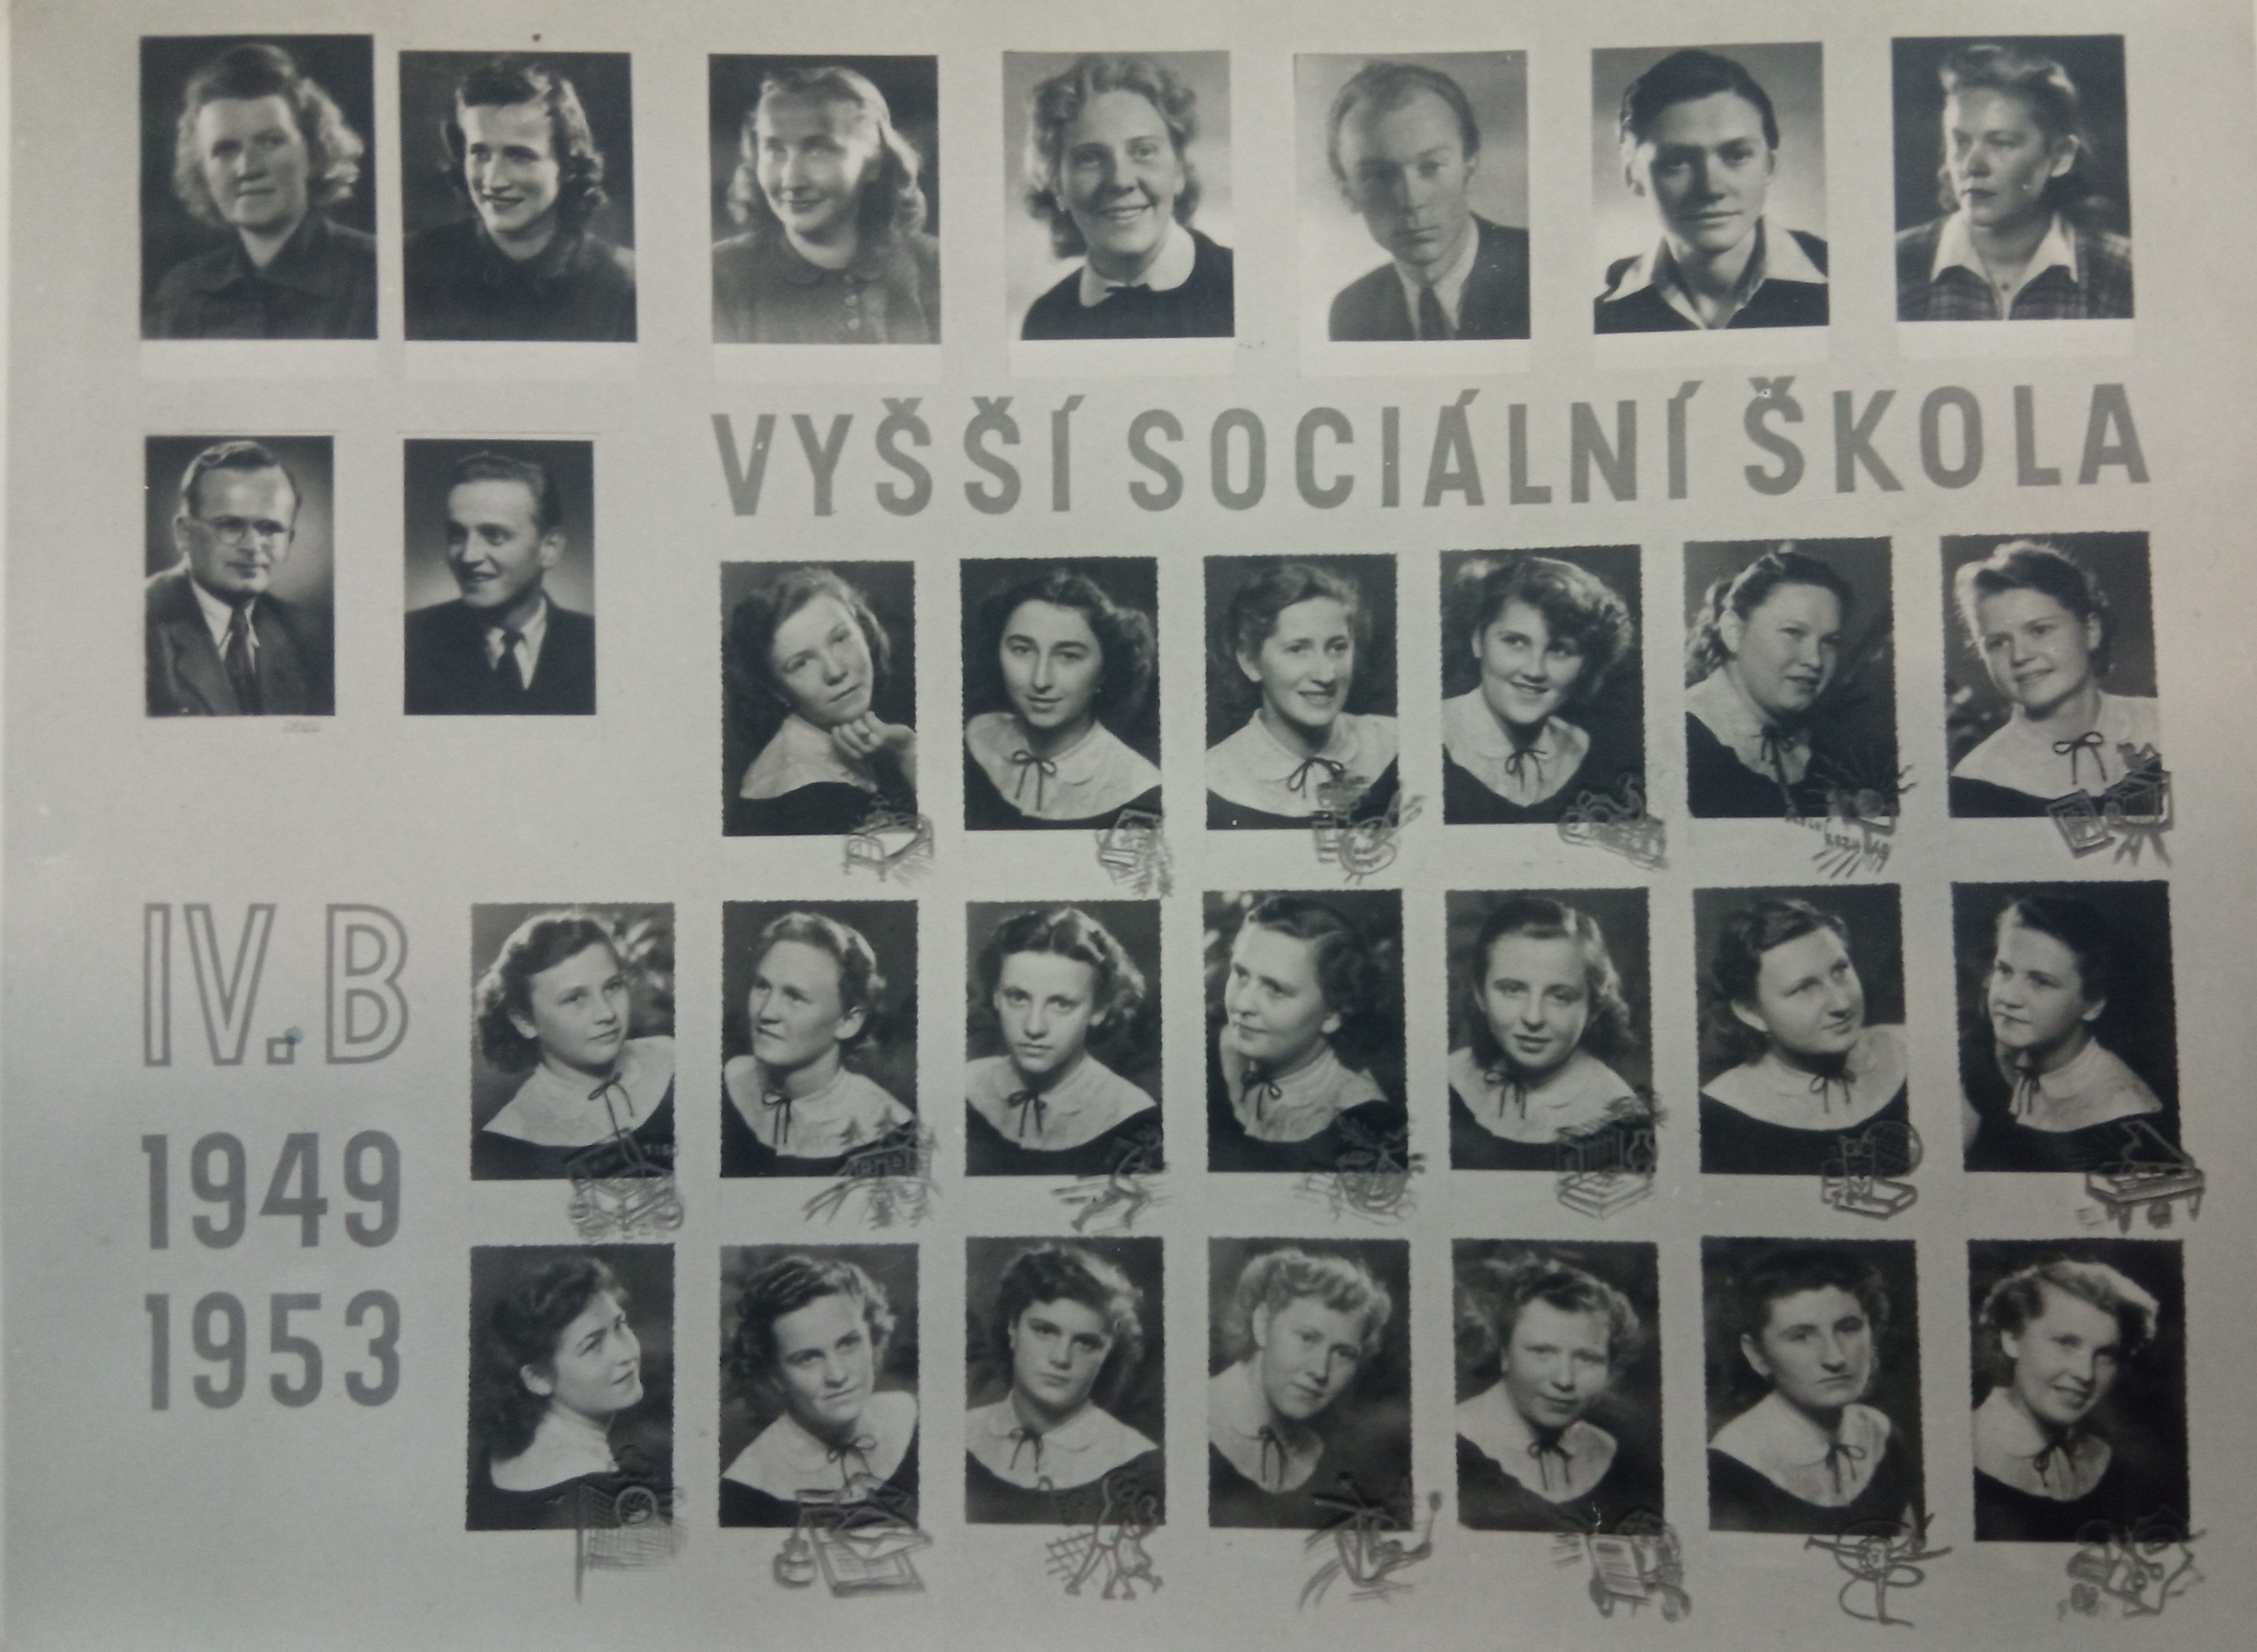 VYŠŠÍ SOCIÁLNÍ ŠKOLA
IV.B
1949
1953